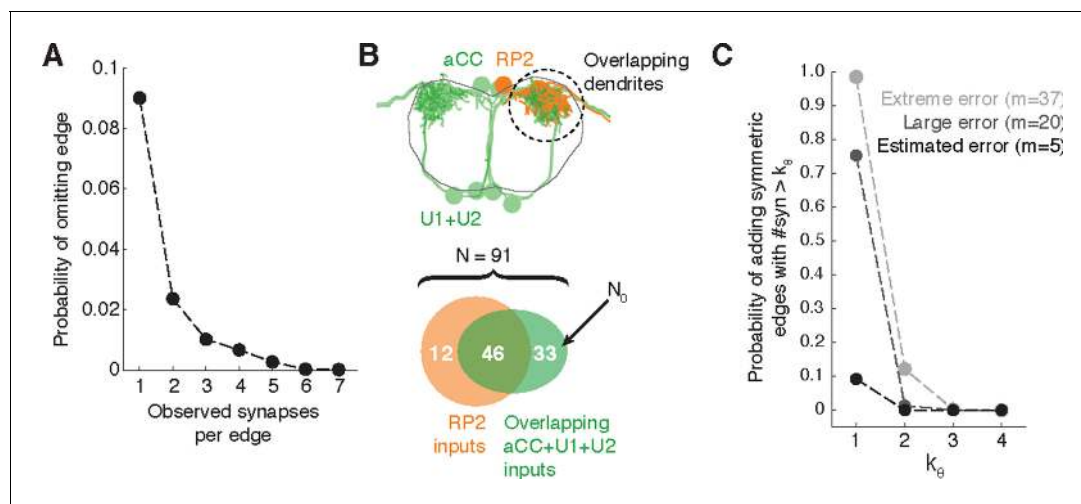 A
Probability of omitting edge
0.1
0.08
0.06
0.04
0.02
0
1 2 3 4 5 6 7
Observed synapses
per edge
B
aCC RP2
Overlapping
dendrites
U1+U2
N = 91
N₀
12 46 33
RP2
inputs
Overlapping
aCC+U1+U2
inputs
C
Probability of adding symmetric
edges with #syn > kθ
1.0
0.9
0.8
0.7
0.6
0.5
0.4
0.3
0.2
0.1
0
Extreme error (m=37)
Large error (m=20)
Estimated error (m=5)
1 2 3 4
kθ